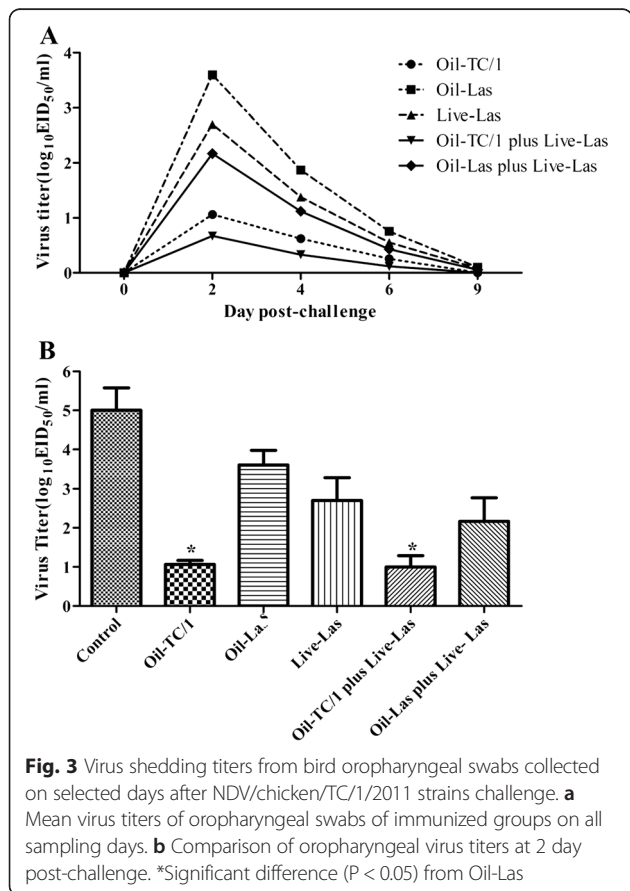 A
Virus titer(log10EID50/ml)
4
3
2
1
0
0 2 4 6 9
Day post-challenge
Oil-TC/1
Oil-Las
Live-Las
Oil-TC/1 plus Live-Las
Oil-Las plus Live-Las
B
Virus Titer(log10EID50/ml)
6
5
4
3
2
1
0
*
*
Control
Oil-TC/1
Oil-LaS
Live-Las
Oil-TC/1 plus Live-Las
Oil-Las plus Live- Las
Fig. 3 Virus shedding titers from bird oropharyngeal swabs collected
on selected days after NDV/chicken/TC/1/2011 strains challenge. a
Mean virus titers of oropharyngeal swabs of immunized groups on all
sampling days. b Comparison of oropharyngeal virus titers at 2 day
post-challenge. *Significant difference (P < 0.05) from Oil-Las